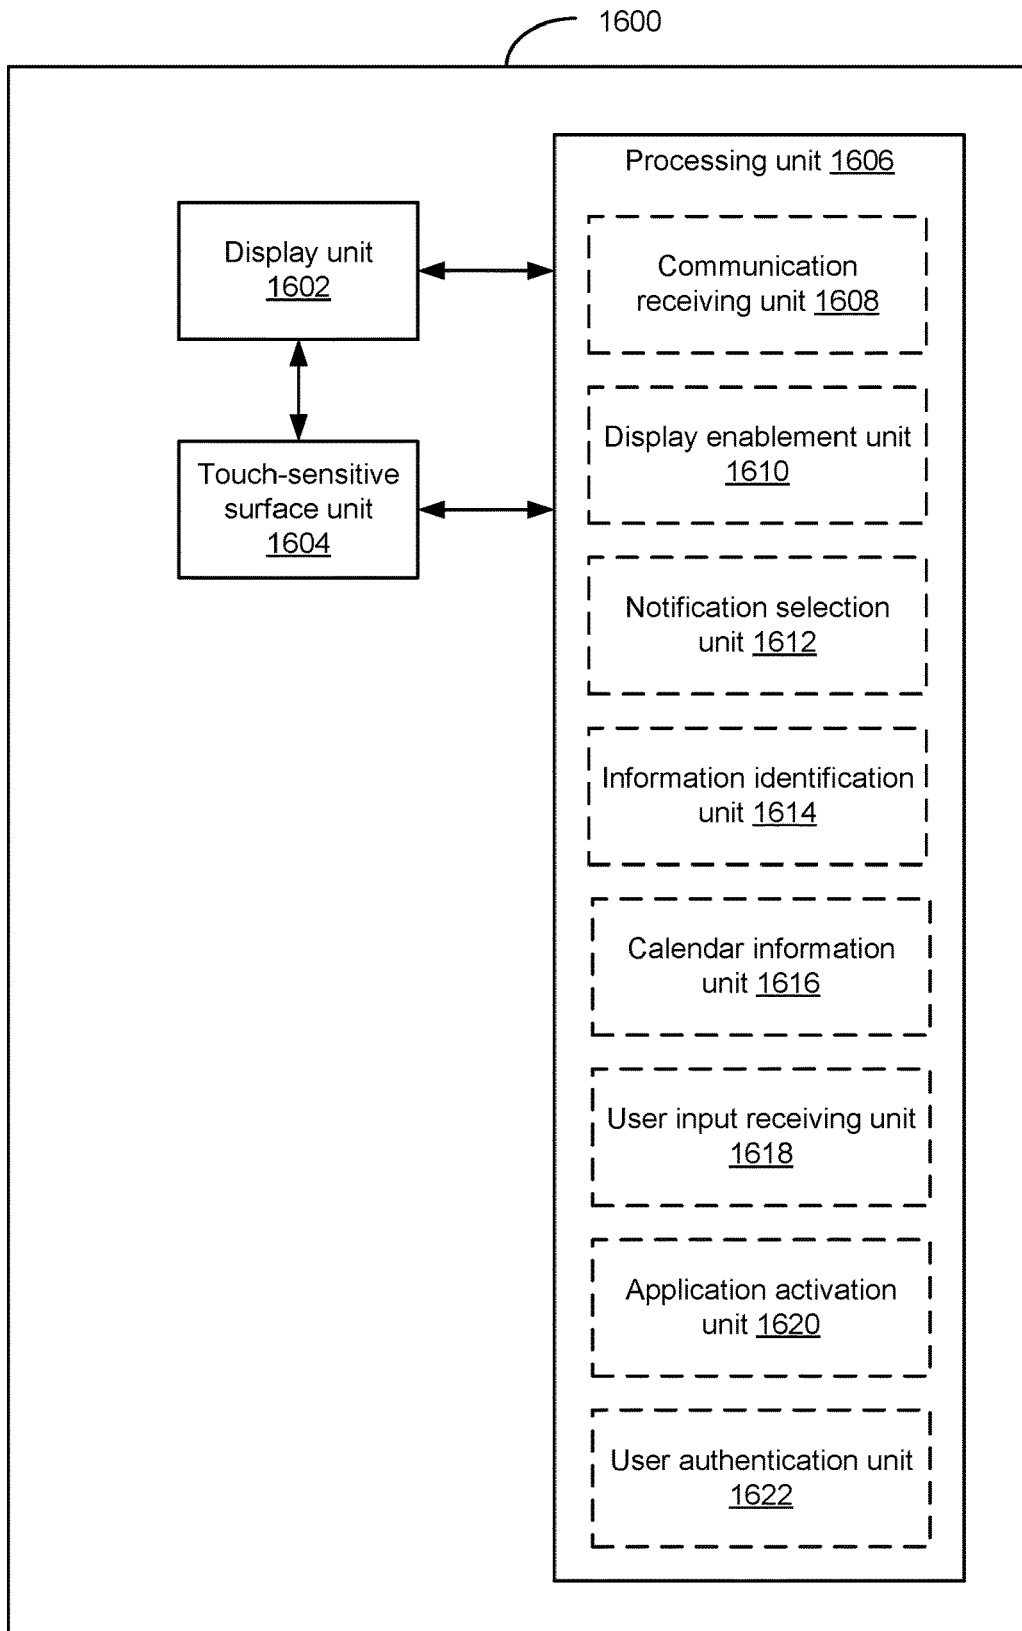 1600
Processing unit 1606
Display unit
1602
Communication
receiving unit 1608
Display enablement unit
1610
Touch-sensitive
surface unit
1604
Notification selection
unit 1612
Information identification
unit 1614
Calendar information
unit 1616
User input receiving unit
1618
Application activation
unit 1620
User authentication unit
1622